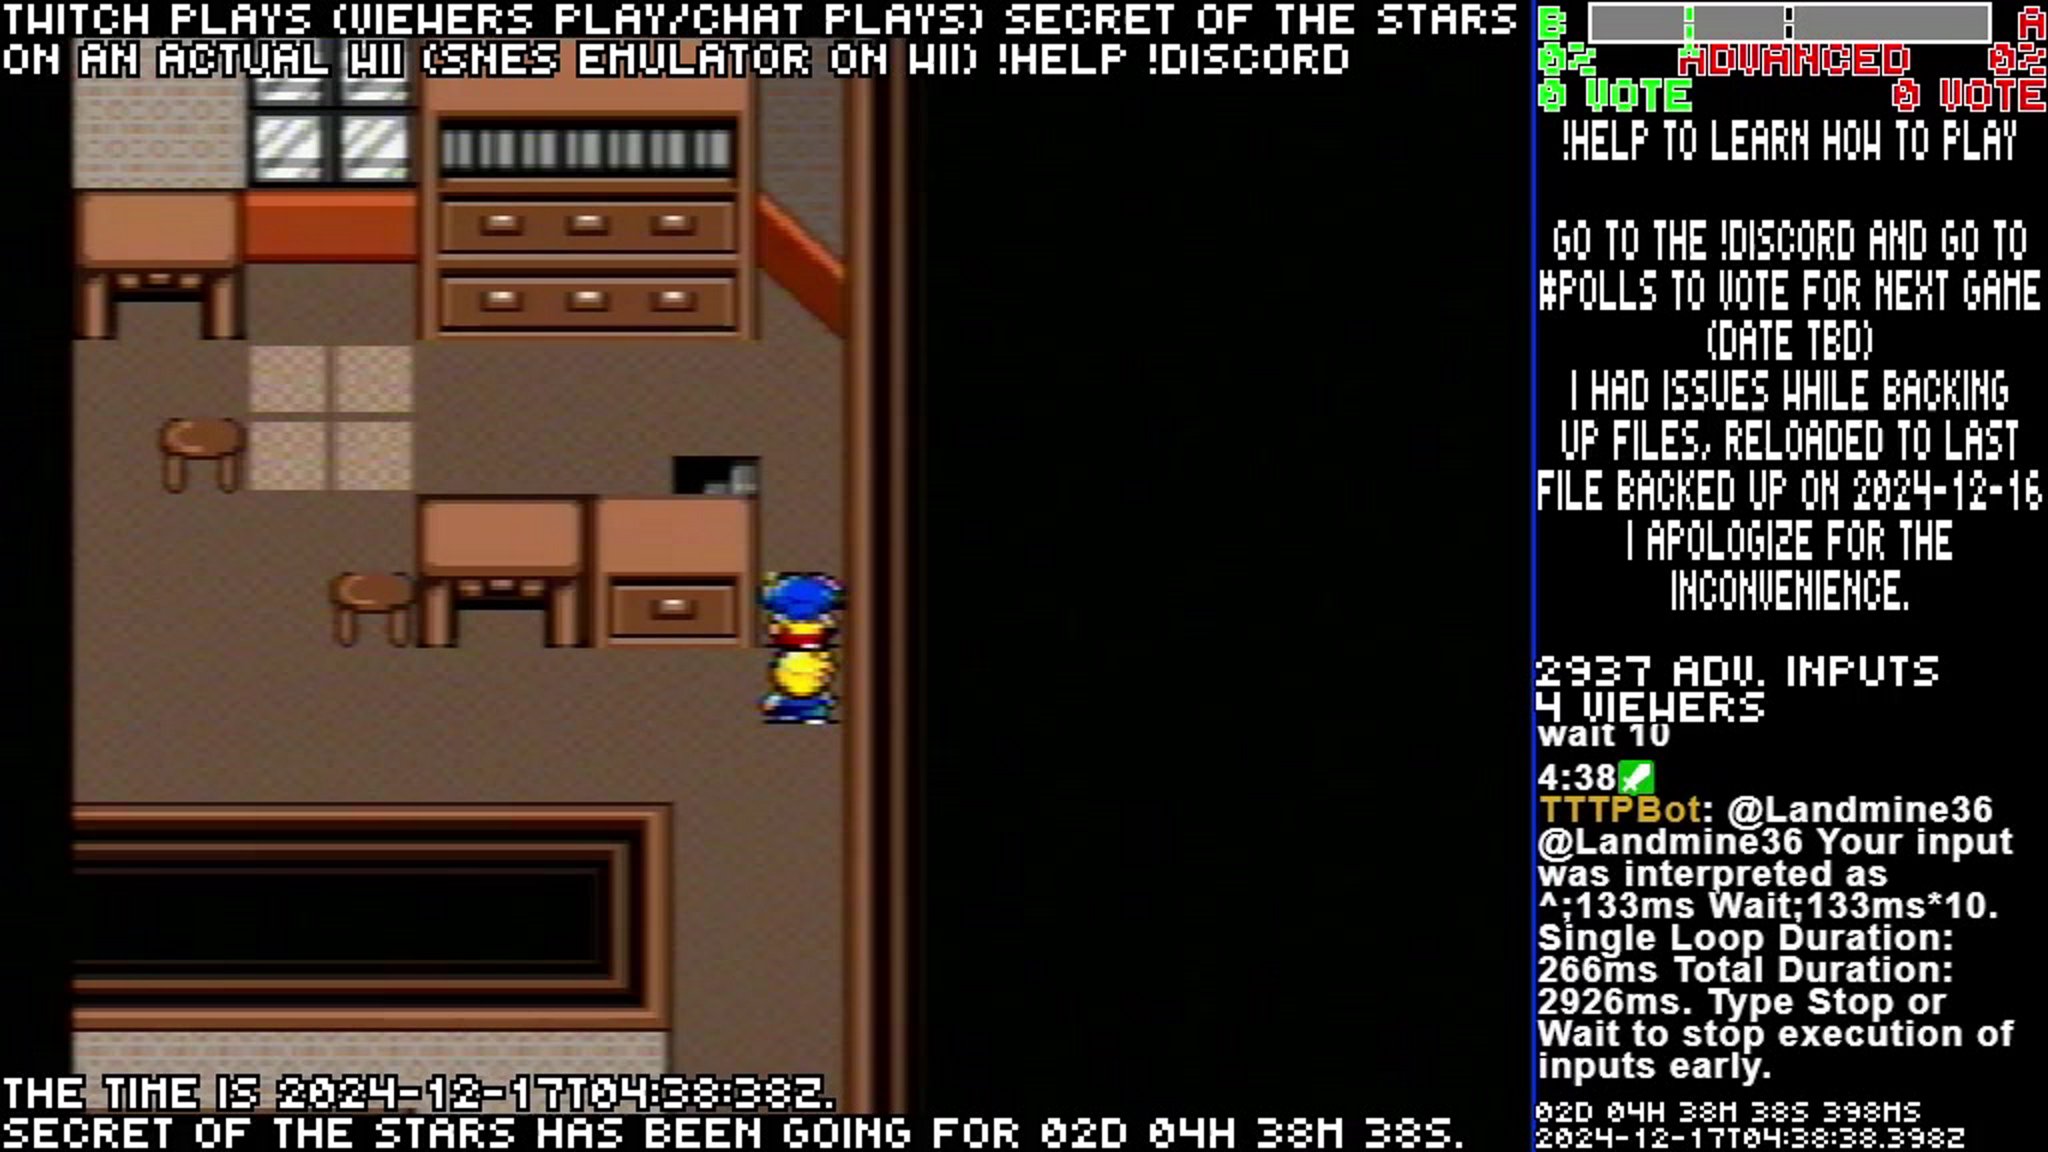 TWITCH PLAYS (VIEWERS PLAY/CHAT PLAYS) SECRET OF THE STARS
ON AN ACTUAL WII (SNES EMULATOR ON WII) !HELP !DISCORD
B A
0% ADVANCED 0%
0 VOTE 0 VOTE
!HELP TO LEARN HOW TO PLAY
GO TO THE !DISCORD AND GO TO
#POLLS TO VOTE FOR NEXT GAME
(DATE TBD)
I HAD ISSUES WHILE BACKING
UP FILES, RELOADED TO LAST
FILE BACKED UP ON 2024-12-16
I APOLOGIZE FOR THE
INCONVENIENCE.
2937 ADV. INPUTS
4 VIEWERS
wait 10
4:38
TTTPBot: @Landmine36
@Landmine36 Your input
was interpreted as
^;133ms Wait;133ms*10.
Single Loop Duration:
266ms Total Duration:
2926ms. Type Stop or
Wait to stop execution of
inputs early.
02D 04H 38M 38S 398MS
2024-12-17T04:38:38.398Z
THE TIME IS 2024-12-17T04:38:38Z.
SECRET OF THE STARS HAS BEEN GOING FOR 02D 04H 38M 38S.